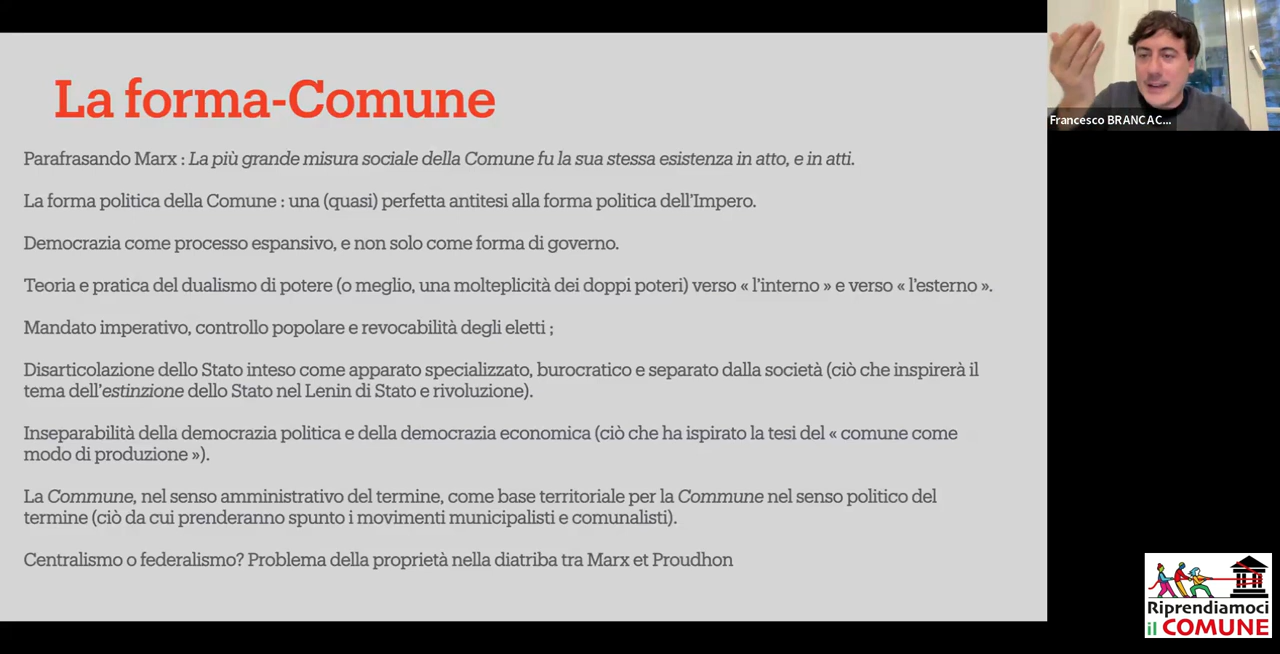 La forma-Comune
Parafrasando Marx : La più grande misura sociale della Comune fu la sua stessa esistenza in atto, e in atti.
La forma politica della Comune : una (quasi) perfetta antitesi alla forma politica dell'Impero.
Democrazia come processo espansivo, e non solo come forma di governo.
Teoria e pratica del dualismo di potere (o meglio, una molteplicità dei doppi poteri) verso « l'interno » e verso « l'esterno ».
Mandato imperativo, controllo popolare e revocabilità degli eletti ;
Disarticolazione dello Stato inteso come apparato specializzato, burocratico e separato dalla società (ciò che inspirerà il
tema dell'estinzione dello Stato nel Lenin di Stato e rivoluzione).
Inseparabilità della democrazia politica e della democrazia economica (ciò che ha ispirato la tesi del « comune come
modo di produzione »).
La Commune, nel senso amministrativo del termine, come base territoriale per la Commune nel senso politico del
termine (ciò da cui prenderanno spunto i movimenti municipalisti e comunalisti).
Centralismo o federalismo? Problema della proprietà nella diatriba tra Marx et Proudhon
Francesco BRANCAC...
Riprendiamoci
il COMUNE